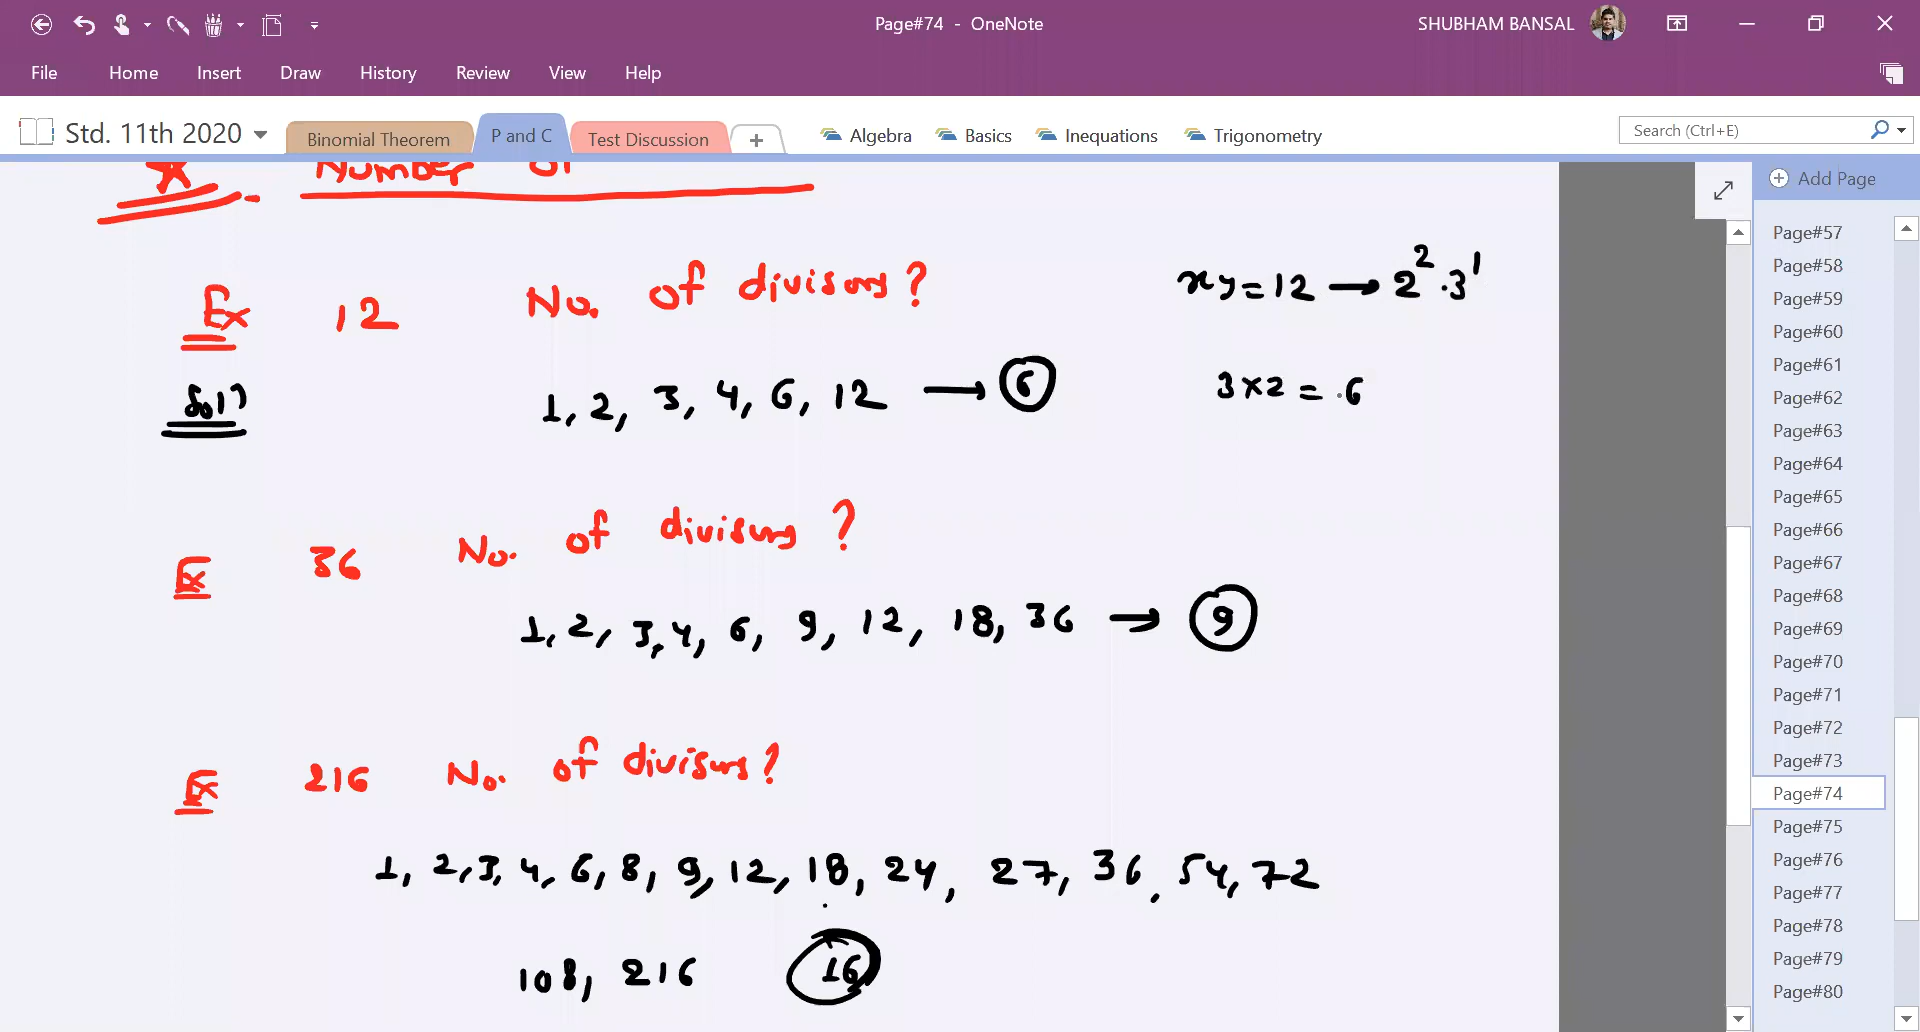 Page#74 - OneNote
SHUBHAM BANSAL
File Home Insert Draw History Review View Help
Std. 11th 2020
Binomial Theorem
P and C
Test Discussion
+
Algebra
Basics
Inequations
Trigonometry
Search (Ctrl+E)
Add Page
Number of
Ex 12 No. of divisors?
xy = 12 → 2² · 3¹
Sol?
1, 2, 3, 4, 6, 12 → 6
3 × 2 = 6
Ex 36 No. of divisors?
1, 2, 3, 4, 6, 9, 12, 18, 36 → 9
Ex 216 No. of divisors?
1, 2, 3, 4, 6, 8, 9, 12, 18, 24, 27, 36, 54, 72
108, 216 16
Page#57
Page#58
Page#59
Page#60
Page#61
Page#62
Page#63
Page#64
Page#65
Page#66
Page#67
Page#68
Page#69
Page#70
Page#71
Page#72
Page#73
Page#74
Page#75
Page#76
Page#77
Page#78
Page#79
Page#80